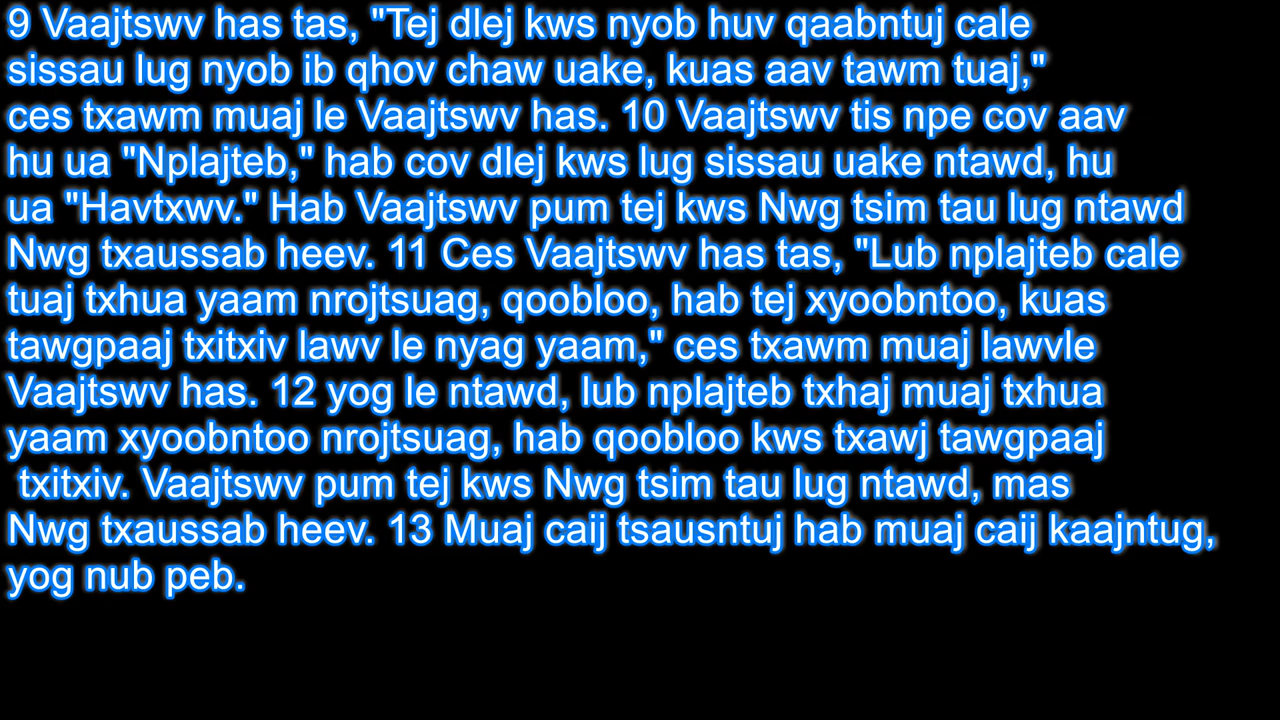 9 Vaajtswv has tas, "Tej dlej kws nyob huv qaabntuj cale
sissau lug nyob ib qhov chaw uake, kuas aav tawm tuaj,"
ces txawm muaj le Vaajtswv has. 10 Vaajtswv tis npe cov aav
hu ua "Nplajteb," hab cov dlej kws lug sissau uake ntawd, hu
ua "Havtxwv." Hab Vaajtswv pum tej kws Nwg tsim tau lug ntawd
Nwg txaussab heev. 11 Ces Vaajtswv has tas, "Lub nplajteb cale
tuaj txhua yaam nrojtsuag, qoobloo, hab tej xyoobntoo, kuas
tawgpaaj txitxiv lawv le nyag yaam," ces txawm muaj lawvle
Vaajtswv has. 12 yog le ntawd, lub nplajteb txhaj muaj txhua
yaam xyoobntoo nrojtsuag, hab qoobloo kws txawj tawgpaaj
txitxiv. Vaajtswv pum tej kws Nwg tsim tau lug ntawd, mas
Nwg txaussab heev. 13 Muaj caij tsausntuj hab muaj caij kaajntug,
yog nub peb.